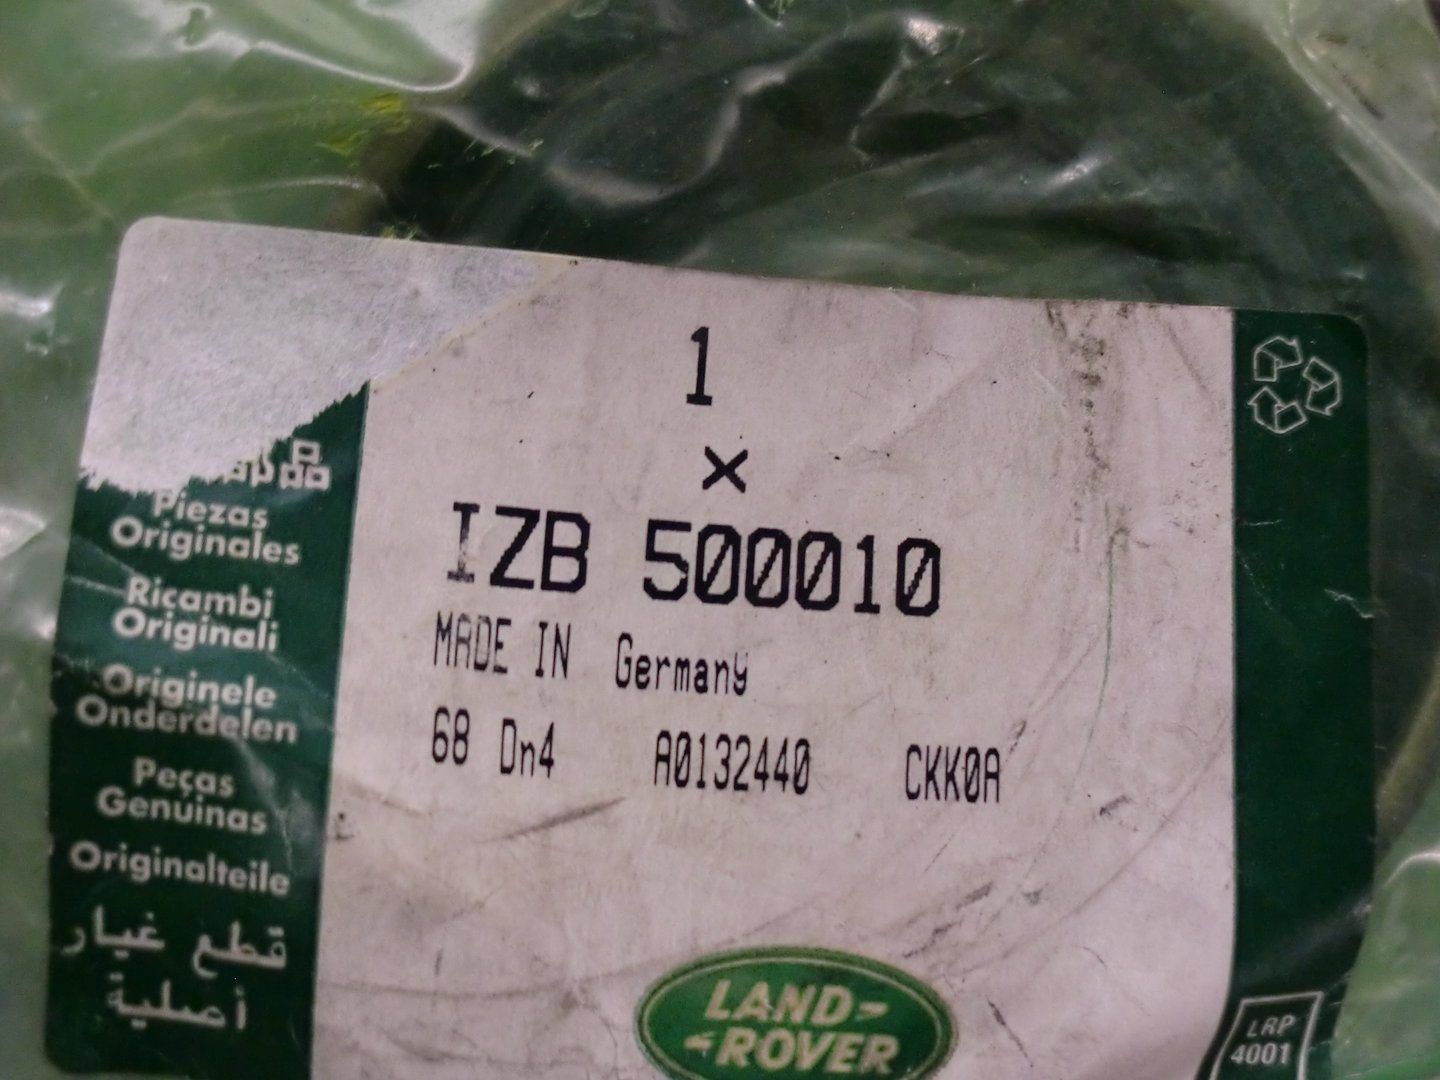 1
×
IZB 500010
MADE IN Germany
68 Dn4 A0132440 CKK0A
Piezas
Originales
Ricambi
Originali
Originele
Onderdelen
Peças
Genuinas
Originalteile
قطع غيار
أصلية
LAND-
ROVER
LRP
4001